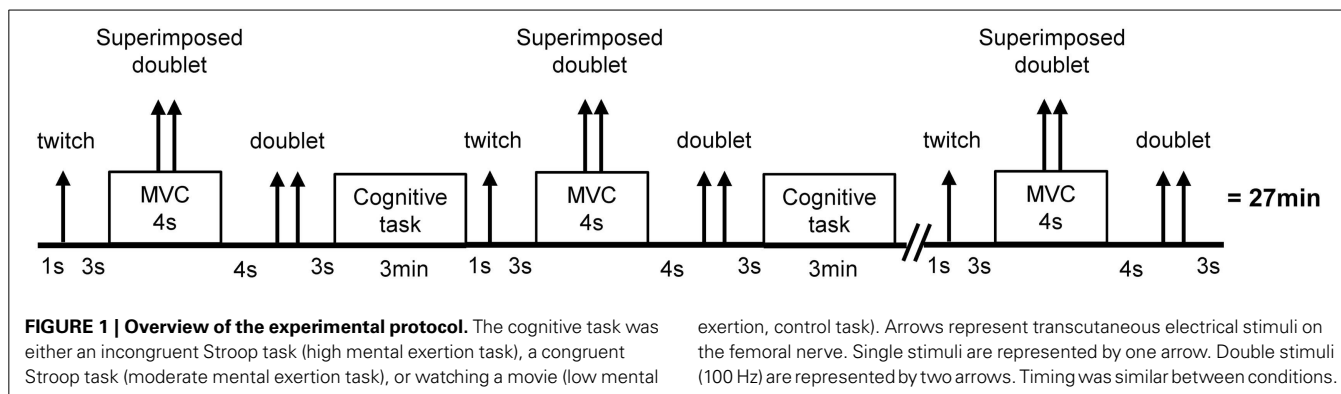 Superimposed
doublet
Superimposed
doublet
Superimposed
doublet
twitch
doublet
twitch
doublet
twitch
doublet
MVC
4s
Cognitive
task
MVC
4s
Cognitive
task
MVC
4s
= 27min
1s 3s 4s 3s 3min 1s 3s 4s 3s 3min 1s 3s 4s 3s
FIGURE 1 | Overview of the experimental protocol. The cognitive task was
either an incongruent Stroop task (high mental exertion task), a congruent
Stroop task (moderate mental exertion task), or watching a movie (low mental
exertion, control task). Arrows represent transcutaneous electrical stimuli on
the femoral nerve. Single stimuli are represented by one arrow. Double stimuli
(100 Hz) are represented by two arrows. Timing was similar between conditions.